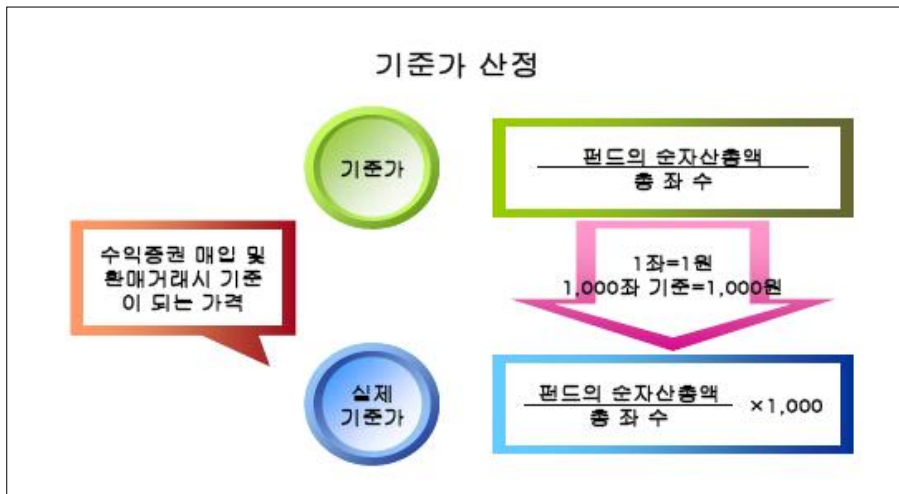 기준가 산정
기준가
펀드의 순자산총액
총 좌 수
수익증권 매입 및
환매거래시 기준
이 되는 가격
1좌=1원
1,000좌 기준=1,000원
실제
기준가
펀드의 순자산총액
총 좌 수
×1,000